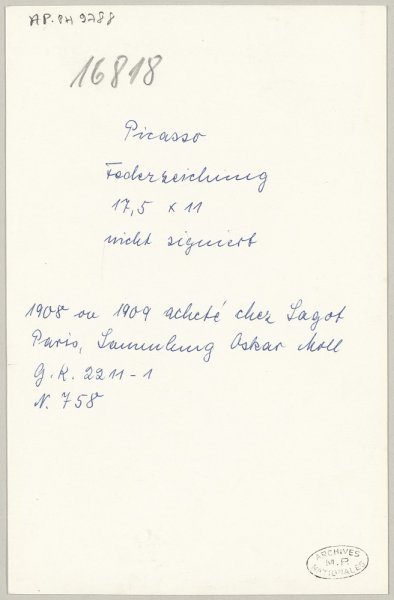 AP.PH 9788
16818
Picasso
Federzeichnung
17,5 x 11
nicht signiert
1908 ou 1909 acheté chez Sagot
Paris, Sammlung Oskar Moll
G.K. 2211-1
N. 758
ARCHIVES
M.P.
NATIONALES